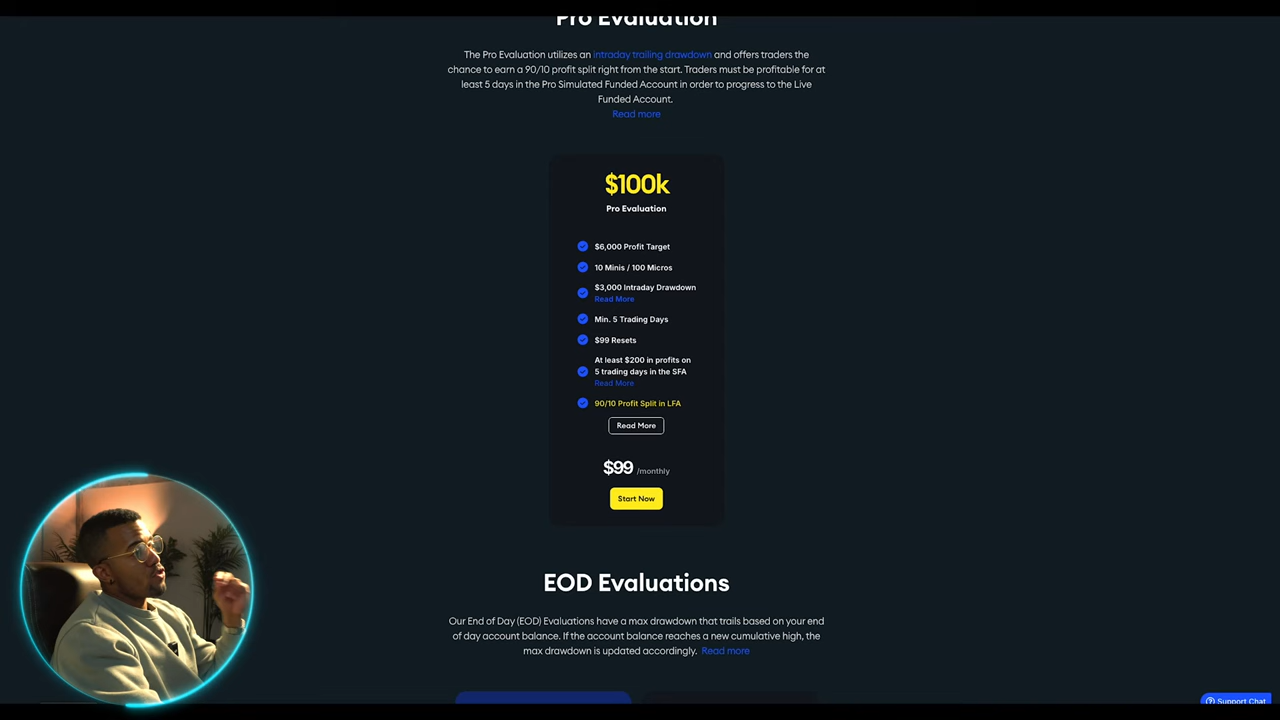 Pro Evaluation
The Pro Evaluation utilizes an intraday trailing drawdown and offers traders the
chance to earn a 90/10 profit split right from the start. Traders must be profitable for at
least 5 days in the Pro Simulated Funded Account in order to progress to the Live
Funded Account.
Read more
$100k
Pro Evaluation
$6,000 Profit Target
10 Minis / 100 Micros
$3,000 Intraday Drawdown
Read More
Min. 5 Trading Days
$99 Resets
At least $200 in profits on
5 trading days in the SFA
Read More
90/10 Profit Split in LFA
Read More
$99 /monthly
Start Now
EOD Evaluations
Our End of Day (EOD) Evaluations have a max drawdown that trails based on your end
of day account balance. If the account balance reaches a new cumulative high, the
max drawdown is updated accordingly. Read more
Support Chat